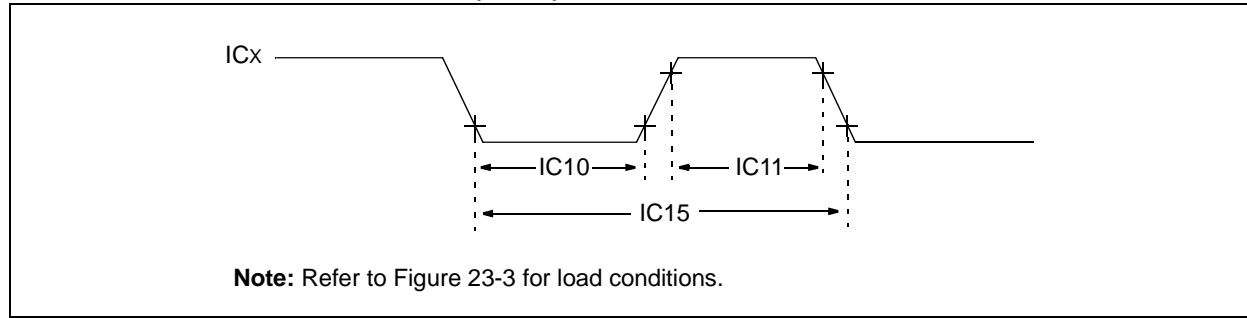 ICX
IC10
IC11
IC15
Note: Refer to Figure 23-3 for load conditions.